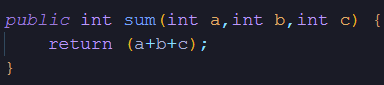 public int sum(int a,int b,int c) {
    return (a+b+c);
}